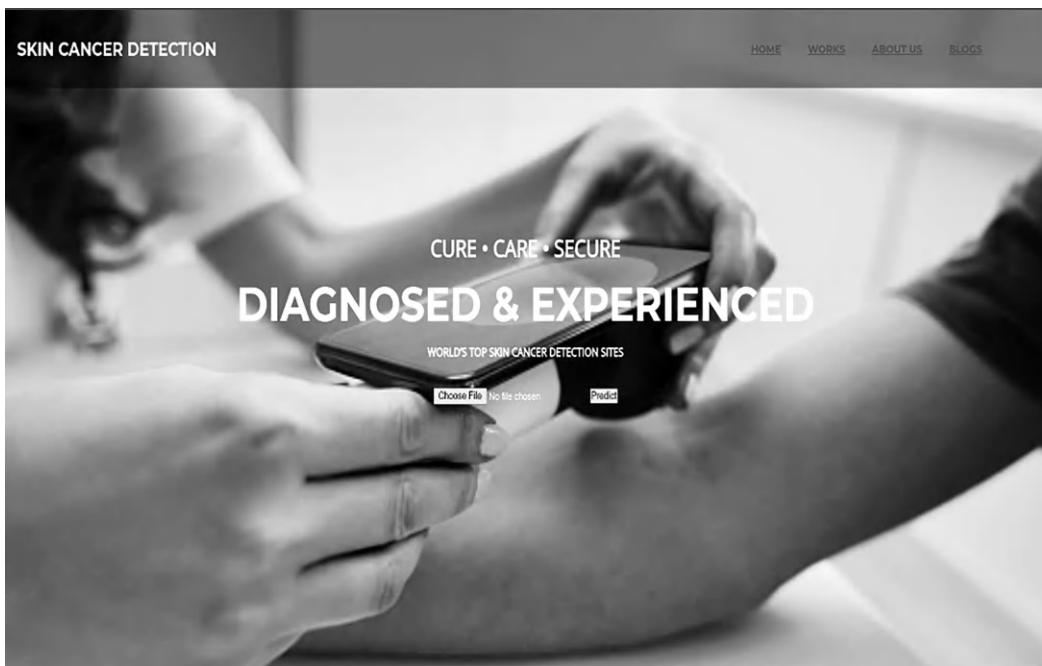 SKIN CANCER DETECTION HOME WORKS ABOUT US BLOGS
CURE • CARE • SECURE
DIAGNOSED & EXPERIENCED
WORLD'S TOP SKIN CANCER DETECTION SITES
Choose File No file chosen Predict